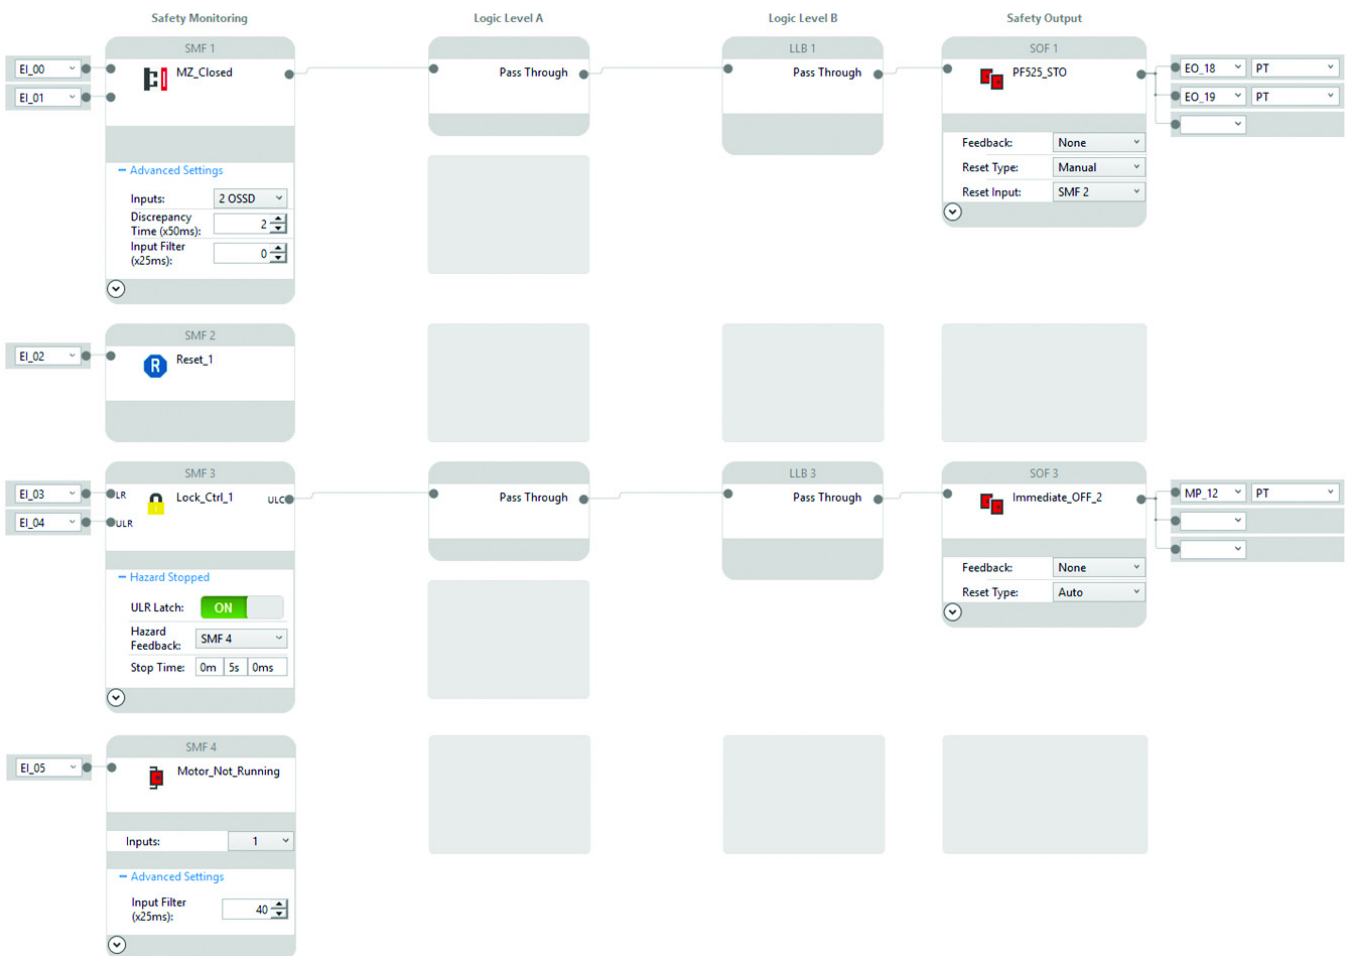 Safety Monitoring
Logic Level A
Logic Level B
Safety Output
SMF 1
EI_00
EI_01
MZ_Closed
Advanced Settings
Inputs: 2 OSSD
Discrepancy
Time (x50ms): 2
Input Filter
(x25ms): 0
Pass Through
LLB 1
Pass Through
SOF 1
PF525_STO
Feedback: None
Reset Type: Manual
Reset Input: SMF 2
EO_18 PT
EO_19 PT
SMF 2
EI_02
R
Reset_1
SMF 3
EI_03
EI_04
LR
ULR
Lock_Ctrl_1
ULC
Hazard Stopped
ULR Latch: ON
Hazard
Feedback: SMF 4
Stop Time: 0m 5s 0ms
Pass Through
LLB 3
Pass Through
SOF 3
Immediate_OFF_2
Feedback: None
Reset Type: Auto
MP_12 PT
SMF 4
EI_05
Motor_Not_Running
Inputs: 1
Advanced Settings
Input Filter
(x25ms): 40